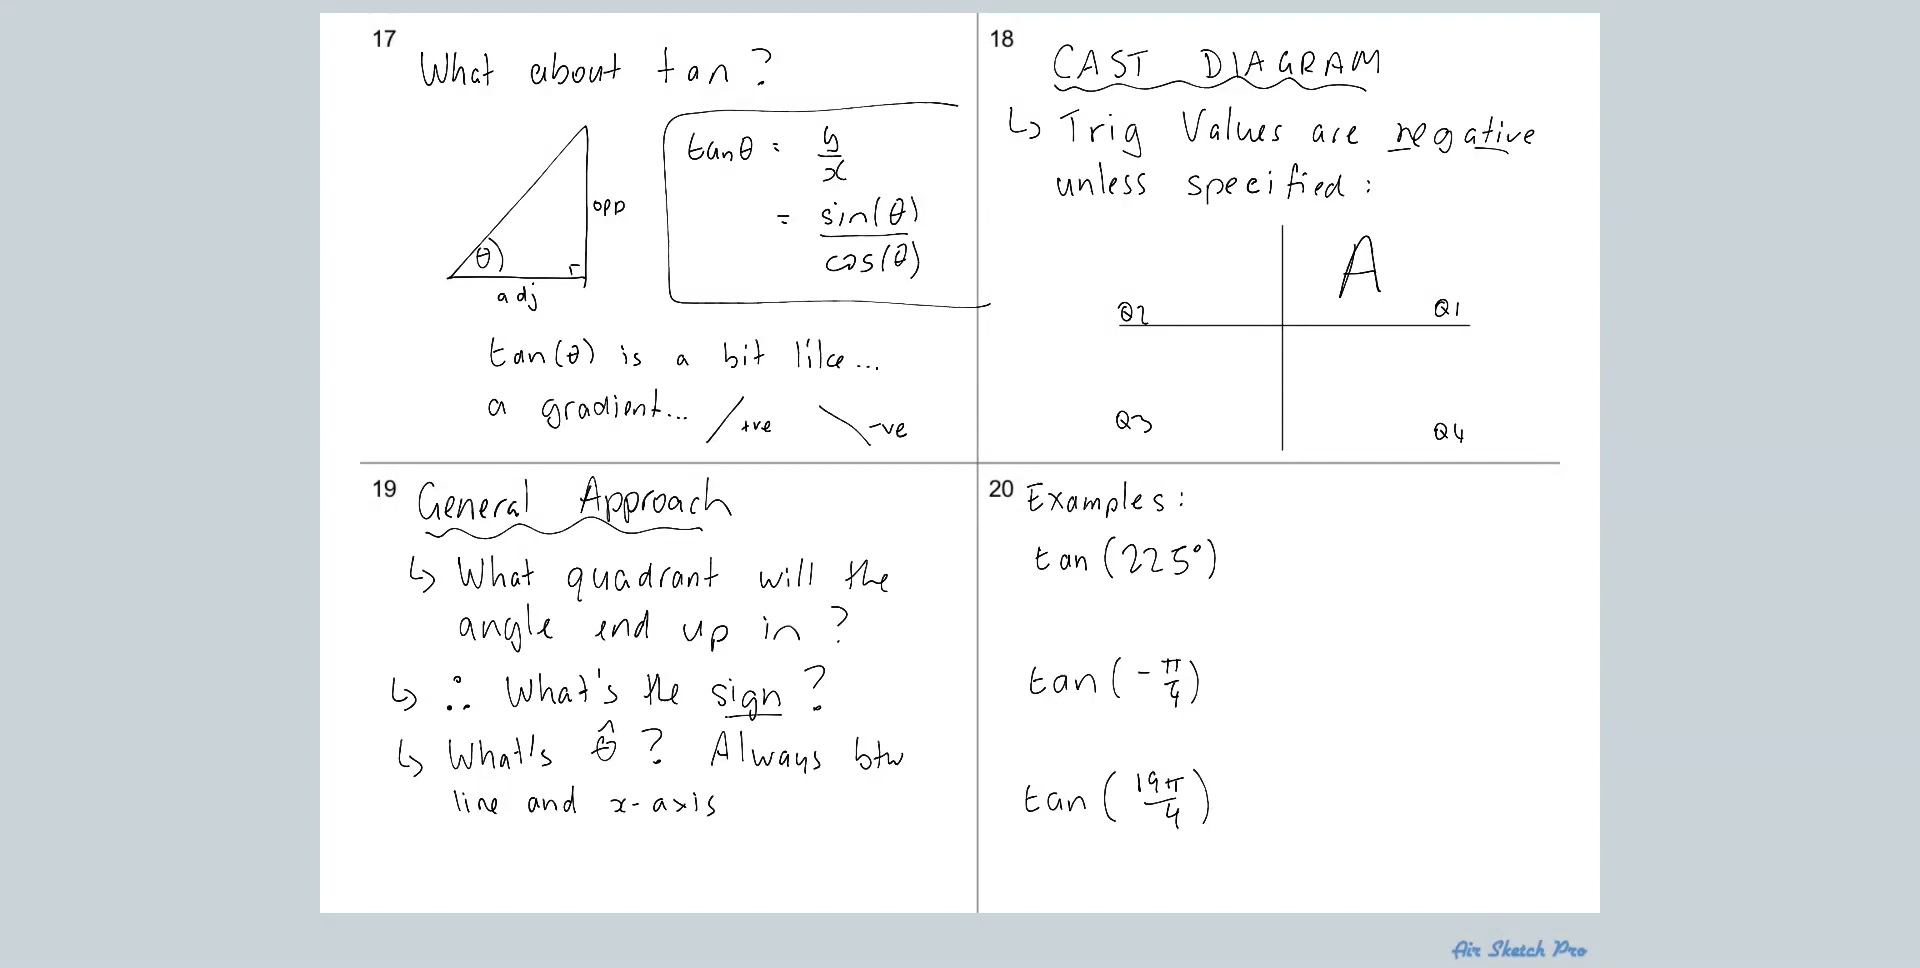 17
What about tan?
θ
opp
adj
tanθ = y/x
= sin(θ)/cos(θ)
tan(θ) is a bit like...
a gradient... +ve -ve
18
CAST DIAGRAM
↳ Trig Values are negative
unless specified:
A
Q2 Q1
Q3 Q4
19
General Approach
↳ What quadrant will the
angle end up in?
↳ ∴ What's the sign?
↳ What's θ̂? Always btw
line and x-axis
20
Examples:
tan(225°)
tan(-π/4)
tan(19π/4)
Air Sketch Pro